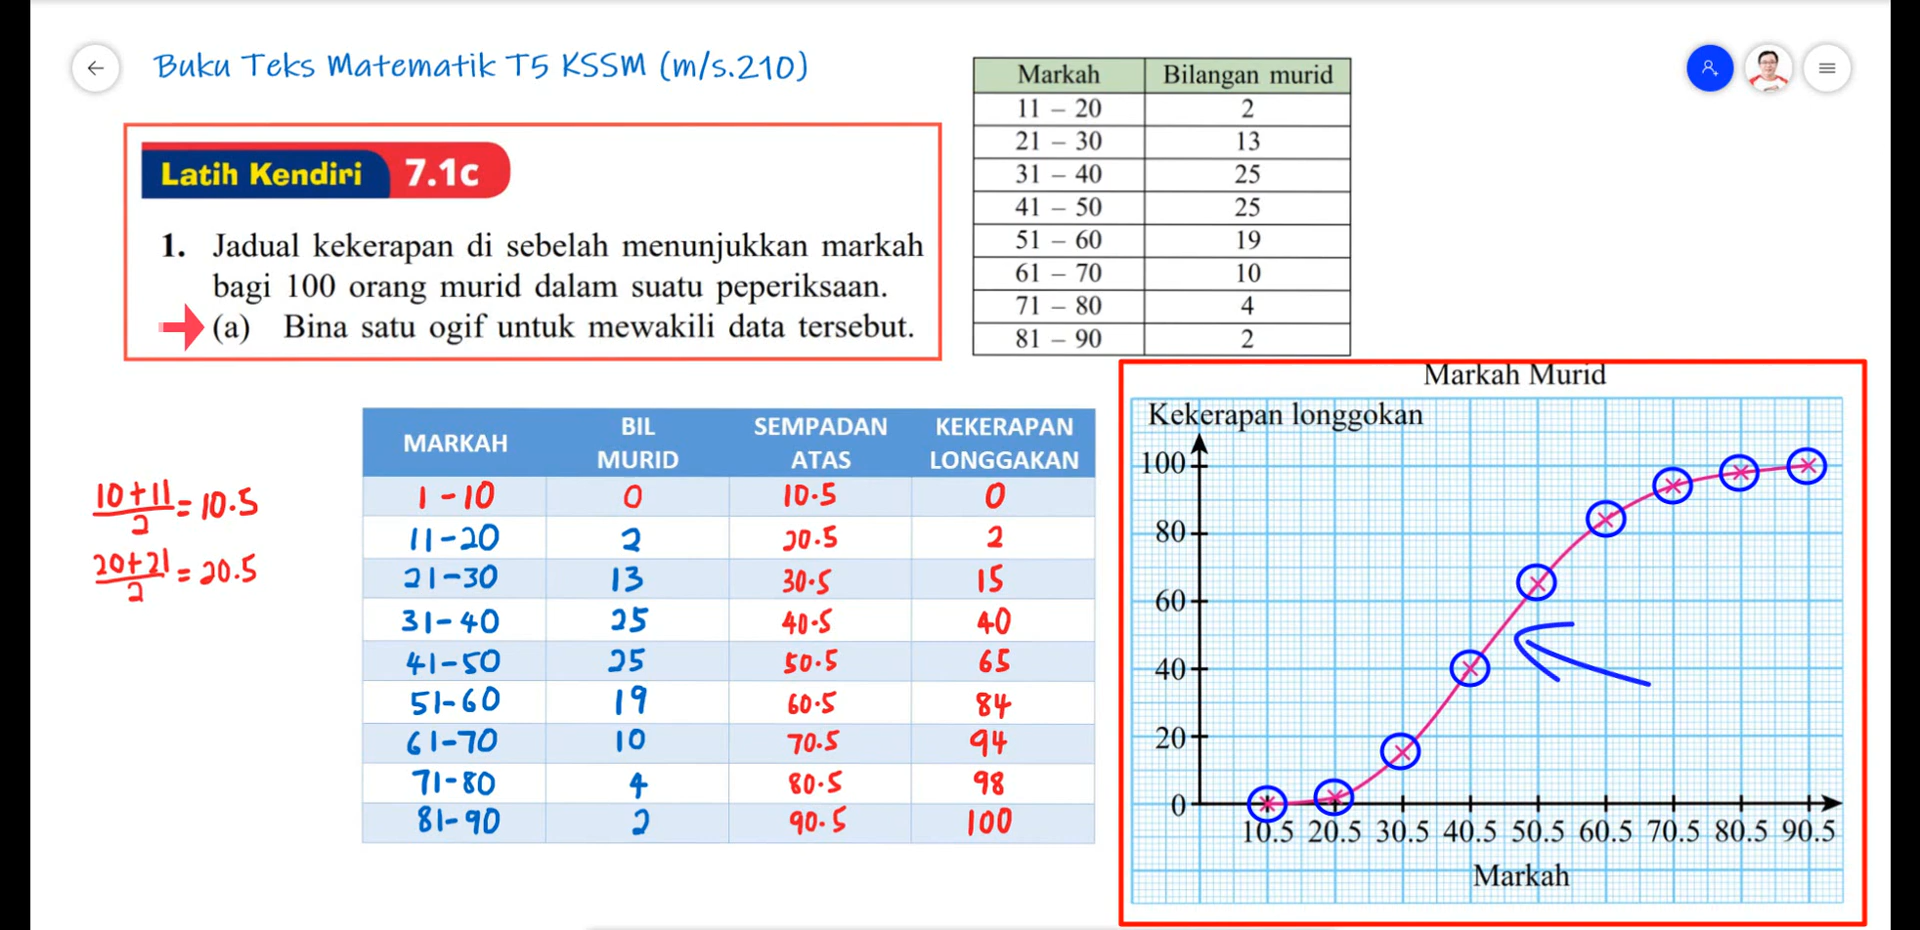 Buku Teks Matematik T5 KSSM (m/s.210)
Latih Kendiri 7.1c
1. Jadual kekerapan di sebelah menunjukkan markah
bagi 100 orang murid dalam suatu peperiksaan.
(a) Bina satu ogif untuk mewakili data tersebut.
Markah Bilangan murid
11 – 20 2
21 – 30 13
31 – 40 25
41 – 50 25
51 – 60 19
61 – 70 10
71 – 80 4
81 – 90 2
10+11/2 = 10.5
20+21/2 = 20.5
MARKAH BIL MURID SEMPADAN ATAS KEKERAPAN LONGGAKAN
1-10 0 10.5 0
11-20 2 20.5 2
21-30 13 30.5 15
31-40 25 40.5 40
41-50 25 50.5 65
51-60 19 60.5 84
61-70 10 70.5 94
71-80 4 80.5 98
81-90 2 90.5 100
Markah Murid
Kekerapan longgokan
100
80
60
40
20
0
10.5 20.5 30.5 40.5 50.5 60.5 70.5 80.5 90.5
Markah